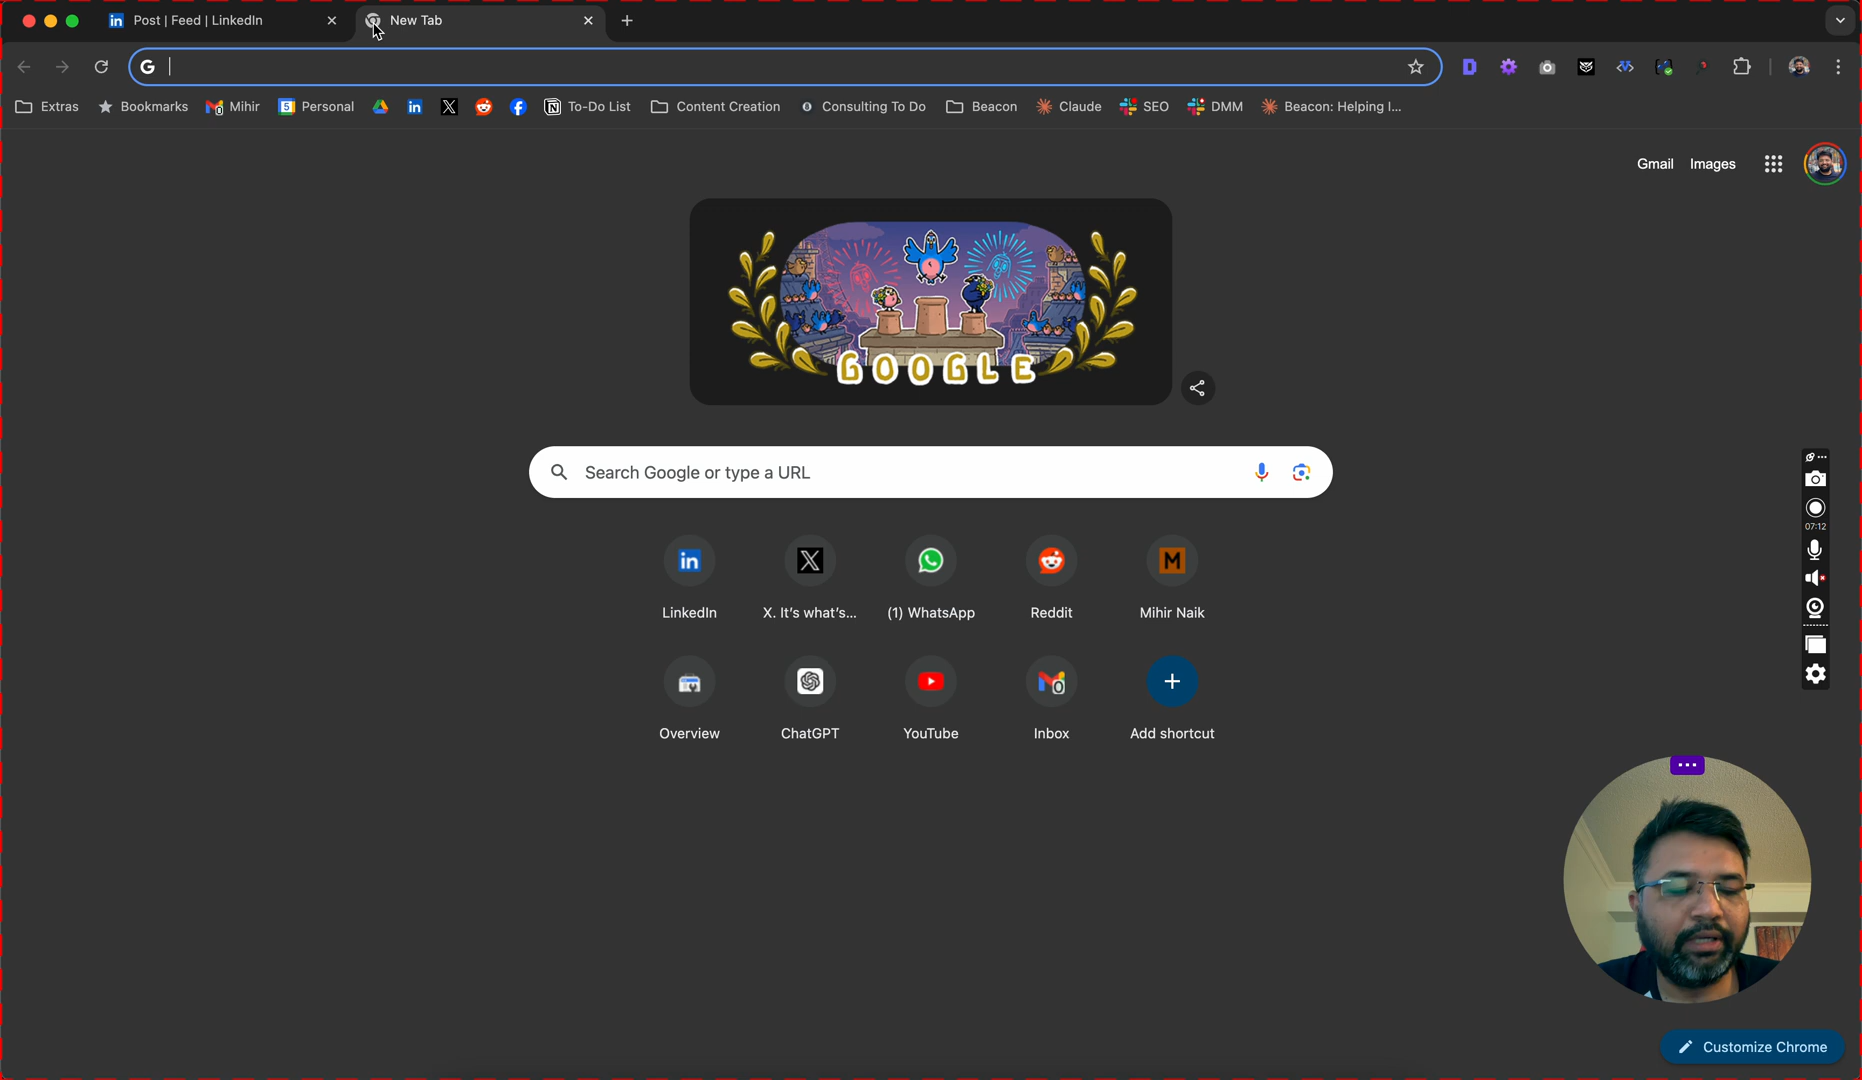 Post | Feed | LinkedIn
New Tab
Extras
Bookmarks
Mihir
Personal
To-Do List
Content Creation
Consulting To Do
Beacon
Claude
SEO
DMM
Beacon: Helping I...
Gmail
Images
GOOGLE
Search Google or type a URL
LinkedIn
X. It's what's...
(1) WhatsApp
Reddit
Mihir Naik
Overview
ChatGPT
YouTube
Inbox
Add shortcut
07:12
Customize Chrome